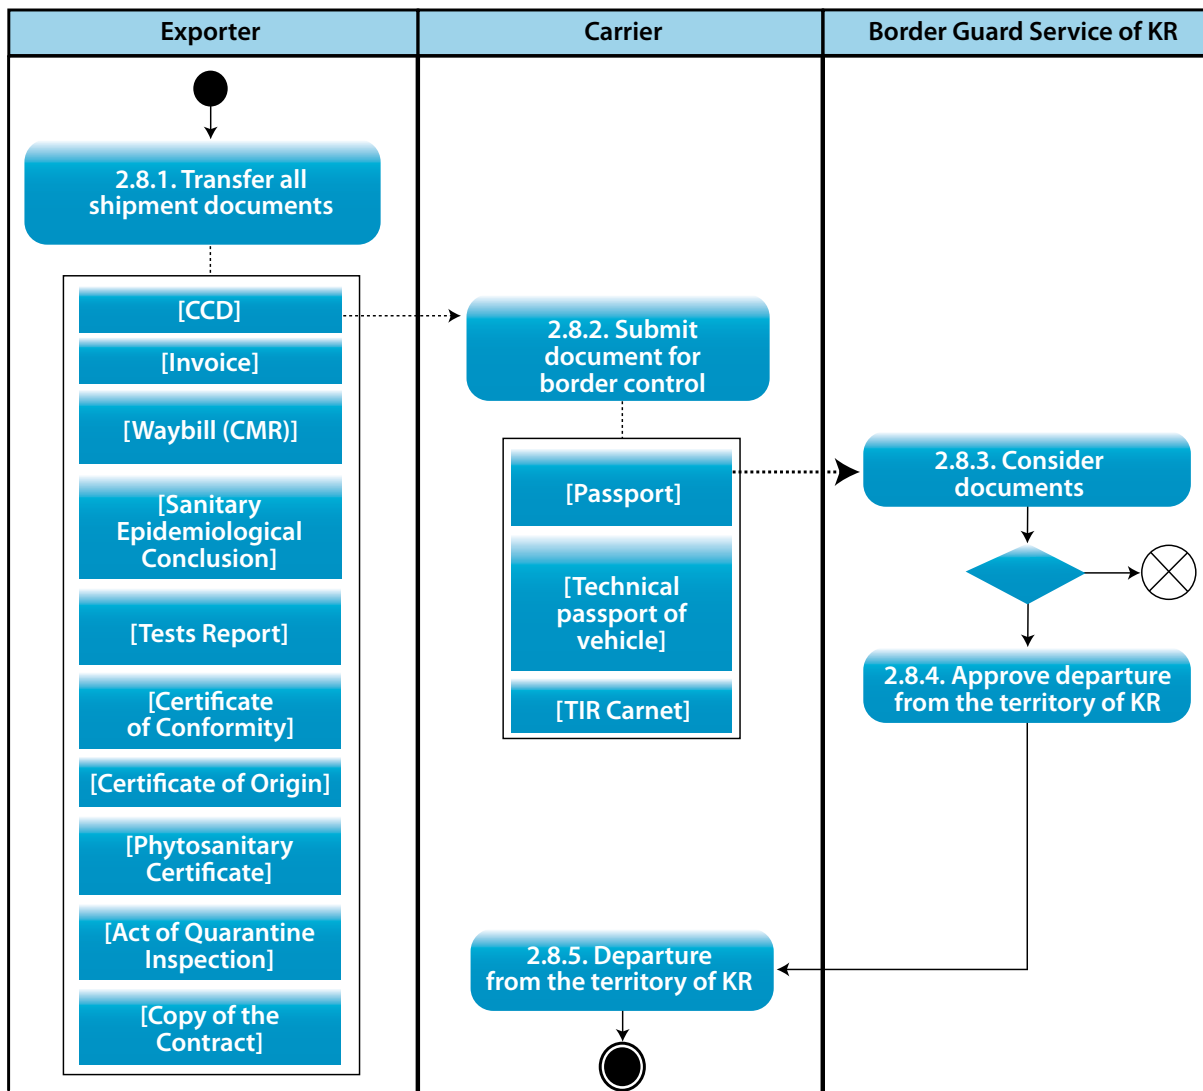 Exporter
Carrier
Border Guard Service of KR
2.8.1. Transfer all
shipment documents
[CCD]
[Invoice]
[Waybill (CMR)]
[Sanitary
Epidemiological
Conclusion]
[Tests Report]
[Certificate
of Conformity]
[Certificate of Origin]
[Phytosanitary
Certificate]
[Act of Quarantine
Inspection]
[Copy of the
Contract]
2.8.2. Submit
document for
border control
[Passport]
[Technical
passport of
vehicle]
[TIR Carnet]
2.8.3. Consider
documents
2.8.4. Approve departure
from the territory of KR
2.8.5. Departure
from the territory of KR